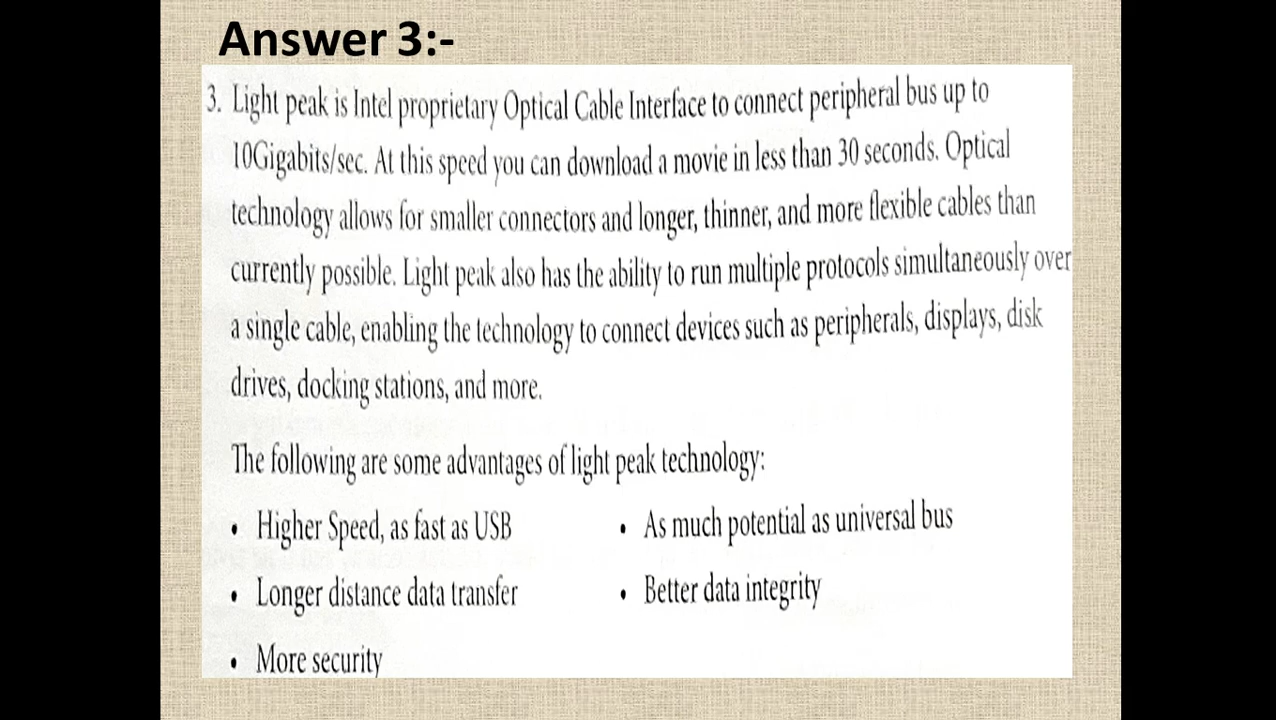 Answer 3:-
3. Light peak is Intel proprietary Optical Cable Interface to connect peripheral bus up to
10Gigabits/sec. At this speed you can download a movie in less than 30 seconds. Optical
technology allows for smaller connectors and longer, thinner, and more flexible cables than
currently possible. Light peak also has the ability to run multiple protocols simultaneously over
a single cable, enabling the technology to connect devices such as peripherals, displays, disk
drives, docking stations, and more.
The following are some advantages of light peak technology:
• Higher Speed, as fast as USB
• As much potential as universal bus
• Longer distance data transfer
• Better data integrity
• More security